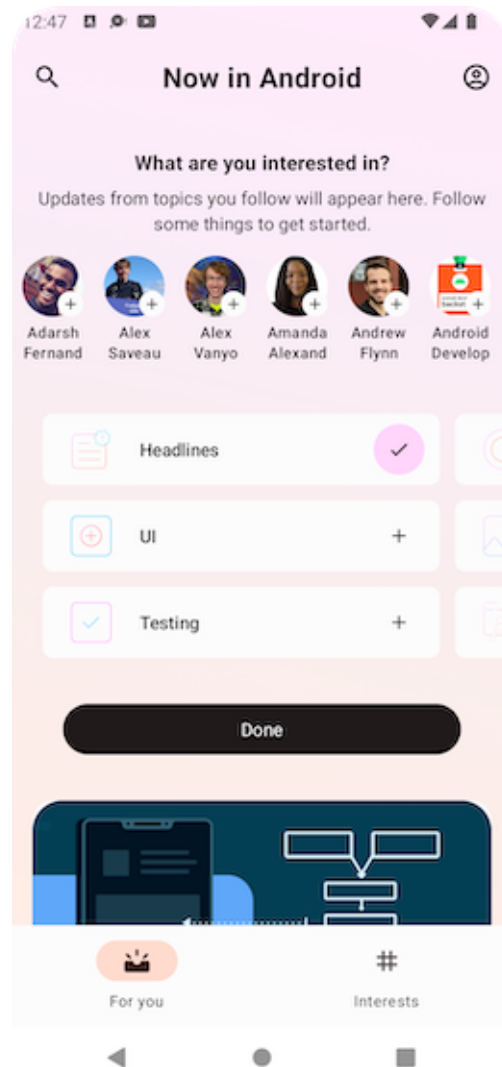 12:47
Now in Android
What are you interested in?
Updates from topics you follow will appear here. Follow
some things to get started.
Adarsh
Fernand
Alex
Saveau
Alex
Vanyo
Amanda
Alexand
Andrew
Flynn
Android
Develop
Headlines
UI
Testing
Done
For you
Interests